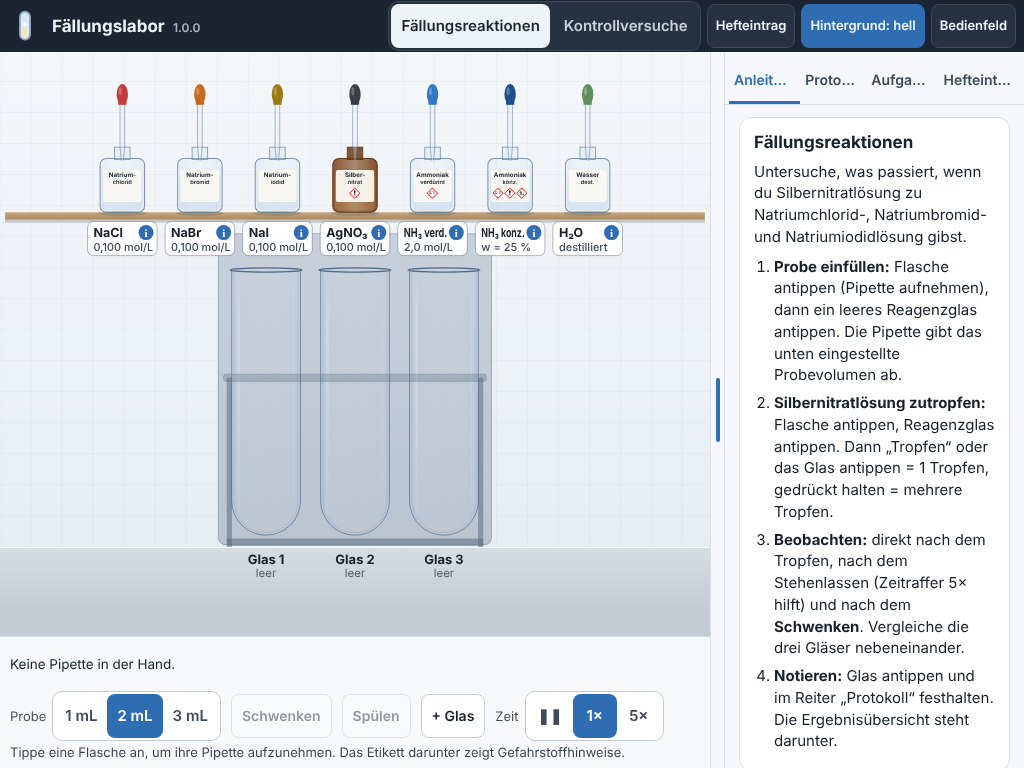 Fällungslabor 1.0.0
Fällungsreaktionen
Kontrollversuche
Hefteintrag
Hintergrund: hell
Bedienfeld
Anleit...
Proto...
Aufga...
Hefteint...
Natrium-
chlorid
Natrium-
bromid
Natrium-
iodid
Silber-
nitrat
Ammoniak
verdünnt
Ammoniak
konz.
Wasser
dest.
NaCl
0,100 mol/L
NaBr
0,100 mol/L
NaI
0,100 mol/L
AgNO₃
0,100 mol/L
NH₃ verd.
2,0 mol/L
NH₃ konz.
w = 25 %
H₂O
destilliert
Glas 1
leer
Glas 2
leer
Glas 3
leer
Keine Pipette in der Hand.
Probe
1 mL
2 mL
3 mL
Schwenken
Spülen
+ Glas
Zeit
1×
5×
Tippe eine Flasche an, um ihre Pipette aufzunehmen. Das Etikett darunter zeigt Gefahrstoffhinweise.
Fällungsreaktionen
Untersuche, was passiert, wenn
du Silbernitratlösung zu
Natriumchlorid-, Natriumbromid-
und Natriumiodidlösung gibst.
1. Probe einfüllen: Flasche
antippen (Pipette aufnehmen),
dann ein leeres Reagenzglas
antippen. Die Pipette gibt das
unten eingestellte
Probevolumen ab.
2. Silbernitratlösung zutropfen:
Flasche antippen, Reagenzglas
antippen. Dann „Tropfen“ oder
das Glas antippen = 1 Tropfen,
gedrückt halten = mehrere
Tropfen.
3. Beobachten: direkt nach dem
Tropfen, nach dem
Stehenlassen (Zeitraffer 5×
hilft) und nach dem
Schwenken. Vergleiche die
drei Gläser nebeneinander.
4. Notieren: Glas antippen und
im Reiter „Protokoll“ festhalten.
Die Ergebnisübersicht steht
darunter.